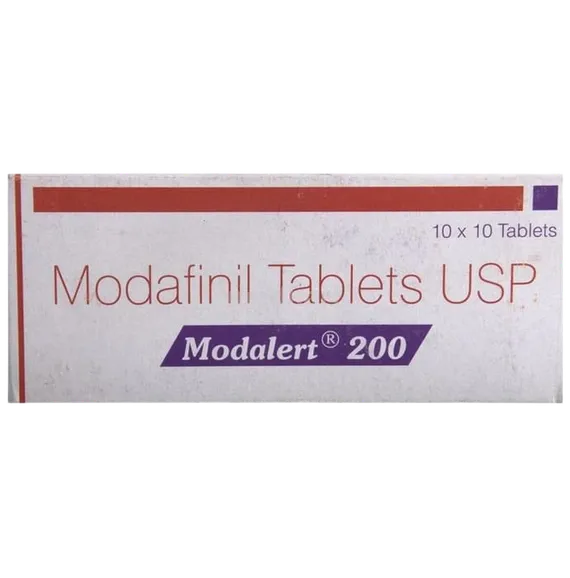 10 x 10 Tablets
Modafinil Tablets USP
Modalert® 200